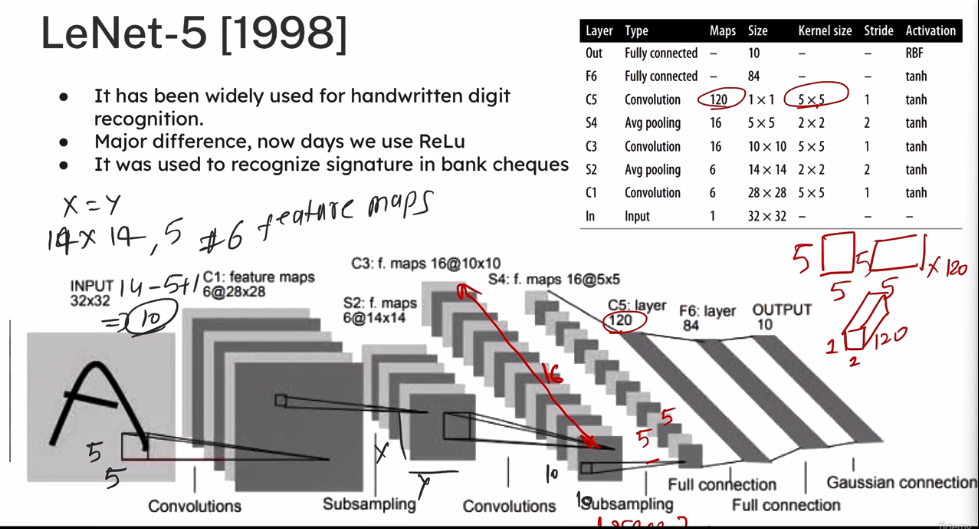 LeNet-5 [1998]
● It has been widely used for handwritten digit
recognition.
● Major difference, now days we use ReLu
● It was used to recognize signature in bank cheques
Layer Type Maps Size Kernel size Stride Activation
Out Fully connected – 10 – – RBF
F6 Fully connected – 84 – – tanh
C5 Convolution 120 1 × 1 5 × 5 1 tanh
S4 Avg pooling 16 5 × 5 2 × 2 2 tanh
C3 Convolution 16 10 × 10 5 × 5 1 tanh
S2 Avg pooling 6 14 × 14 2 × 2 2 tanh
C1 Convolution 6 28 × 28 5 × 5 1 tanh
In Input 1 32 × 32 – – –
X = Y
14 x 14, 5 #6 feature maps
14 - 5 + 1
=> 10
5 5 x 120
5 5
1 2 120
INPUT
32x32
C1: feature maps
6@28x28
S2: f. maps
6@14x14
C3: f. maps 16@10x10
S4: f. maps 16@5x5
C5: layer
120
F6: layer
84
OUTPUT
10
A
5
5
X
Y
16
10
10
5
5
Convolutions
Subsampling
Convolutions
Subsampling
Full connection
Full connection
Gaussian connection